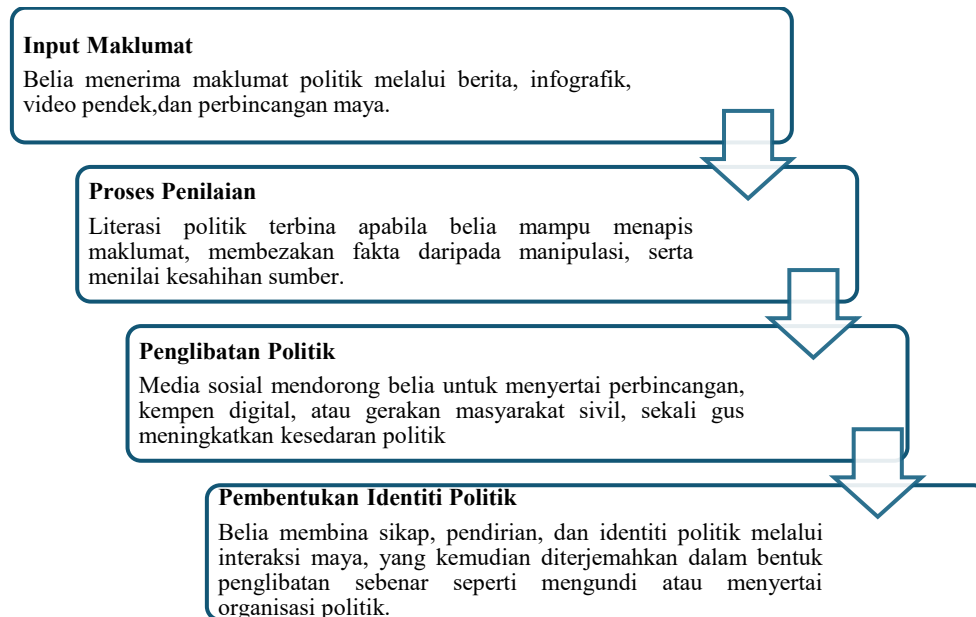 Input Maklumat
Belia menerima maklumat politik melalui berita, infografik,
video pendek,dan perbincangan maya.
Proses Penilaian
Literasi politik terbina apabila belia mampu menapis
maklumat, membezakan fakta daripada manipulasi, serta
menilai kesahihan sumber.
Penglibatan Politik
Media sosial mendorong belia untuk menyertai perbincangan,
kempen digital, atau gerakan masyarakat sivil, sekali gus
meningkatkan kesedaran politik
Pembentukan Identiti Politik
Belia membina sikap, pendirian, dan identiti politik melalui
interaksi maya, yang kemudian diterjemahkan dalam bentuk
penglibatan sebenar seperti mengundi atau menyertai
organisasi politik.